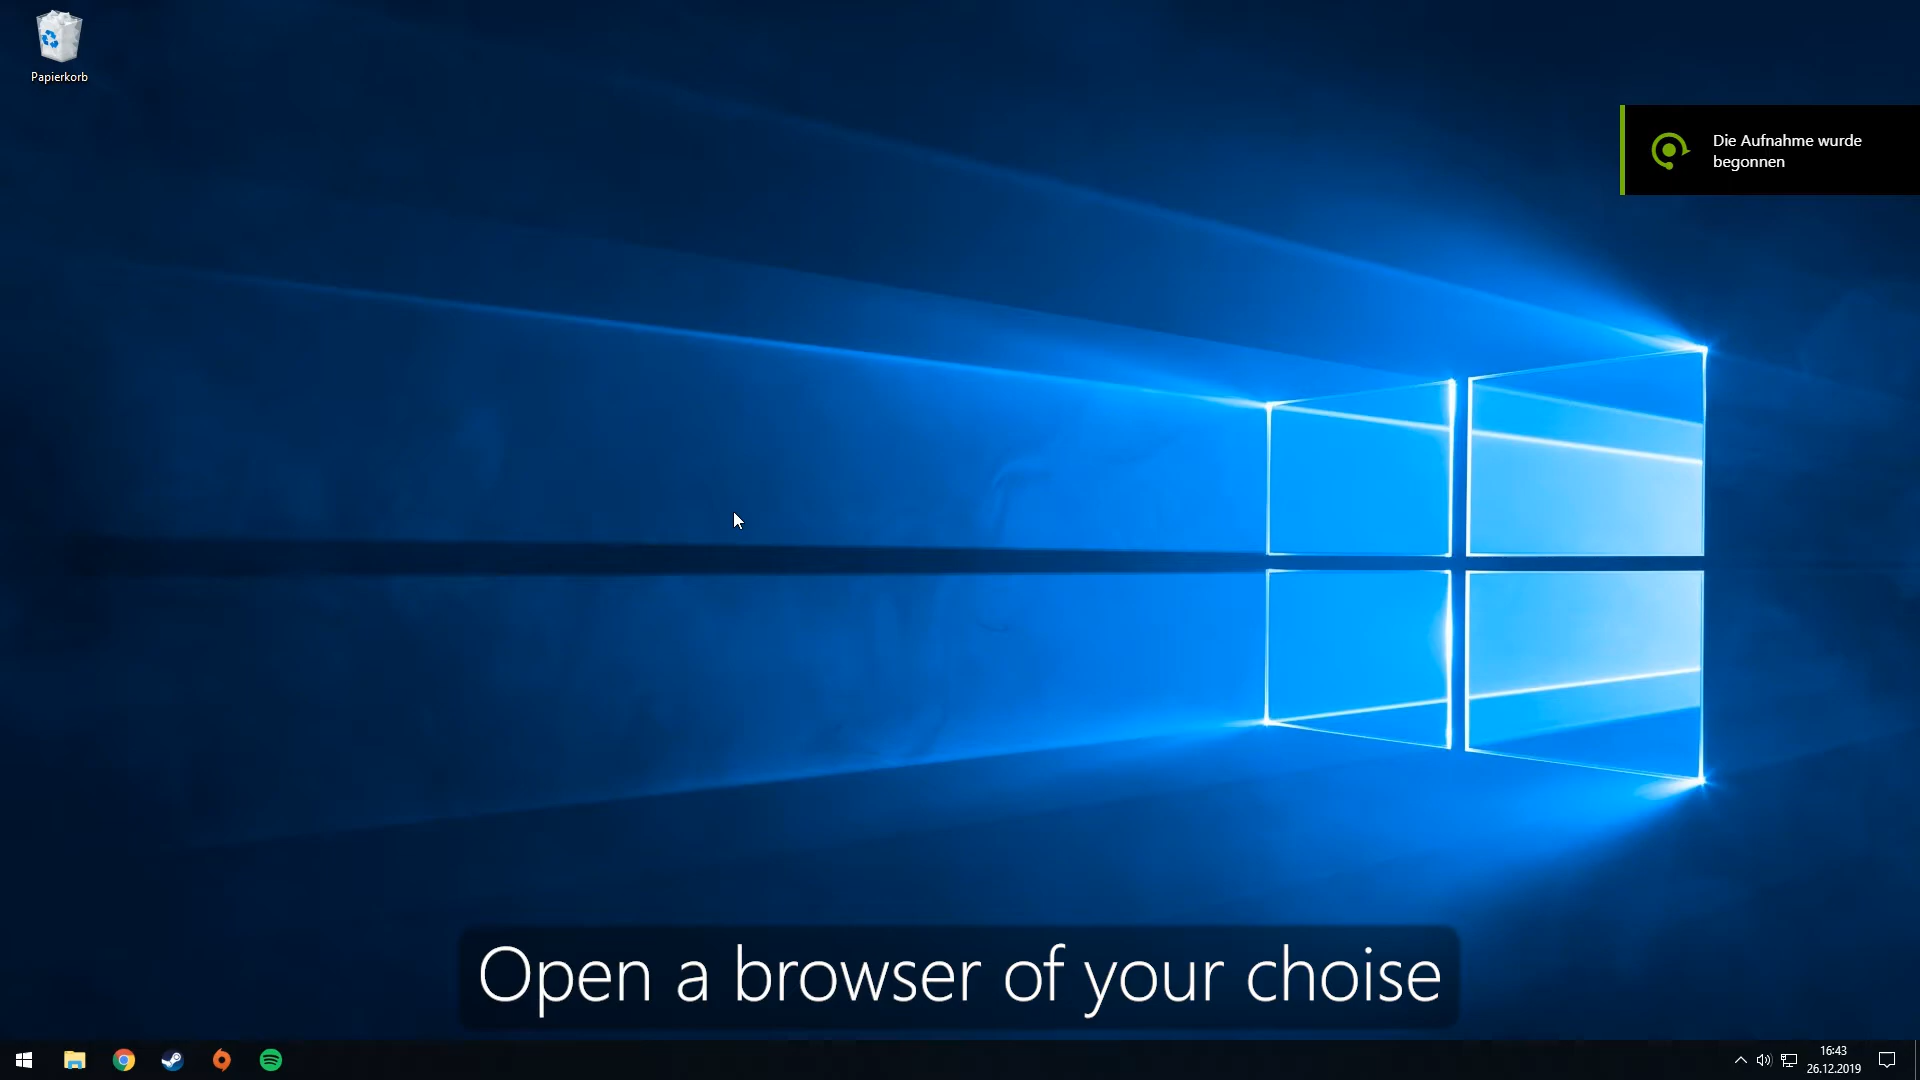 Papierkorb
Die Aufnahme wurde
begonnen
Open a browser of your choise
16:43
26.12.2019